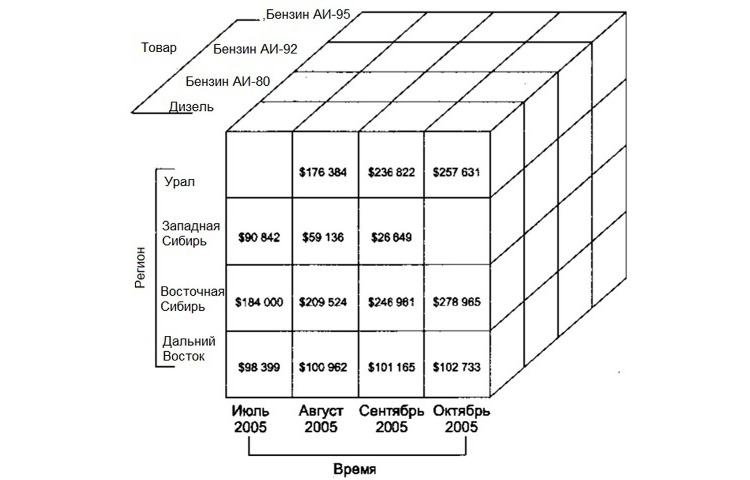 ,Бензин АИ-95
Товар
Бензин АИ-92
Бензин АИ-80
Дизель
Регион
Урал
$176 384
$236 822
$257 631
Западная
Сибирь
$90 842
$59 136
$26 649
Восточная
Сибирь
$184 000
$209 524
$246 961
$278 965
Дальний
Восток
$98 399
$100 962
$101 165
$102 733
Июль
2005
Август
2005
Сентябрь
2005
Октябрь
2005
Время